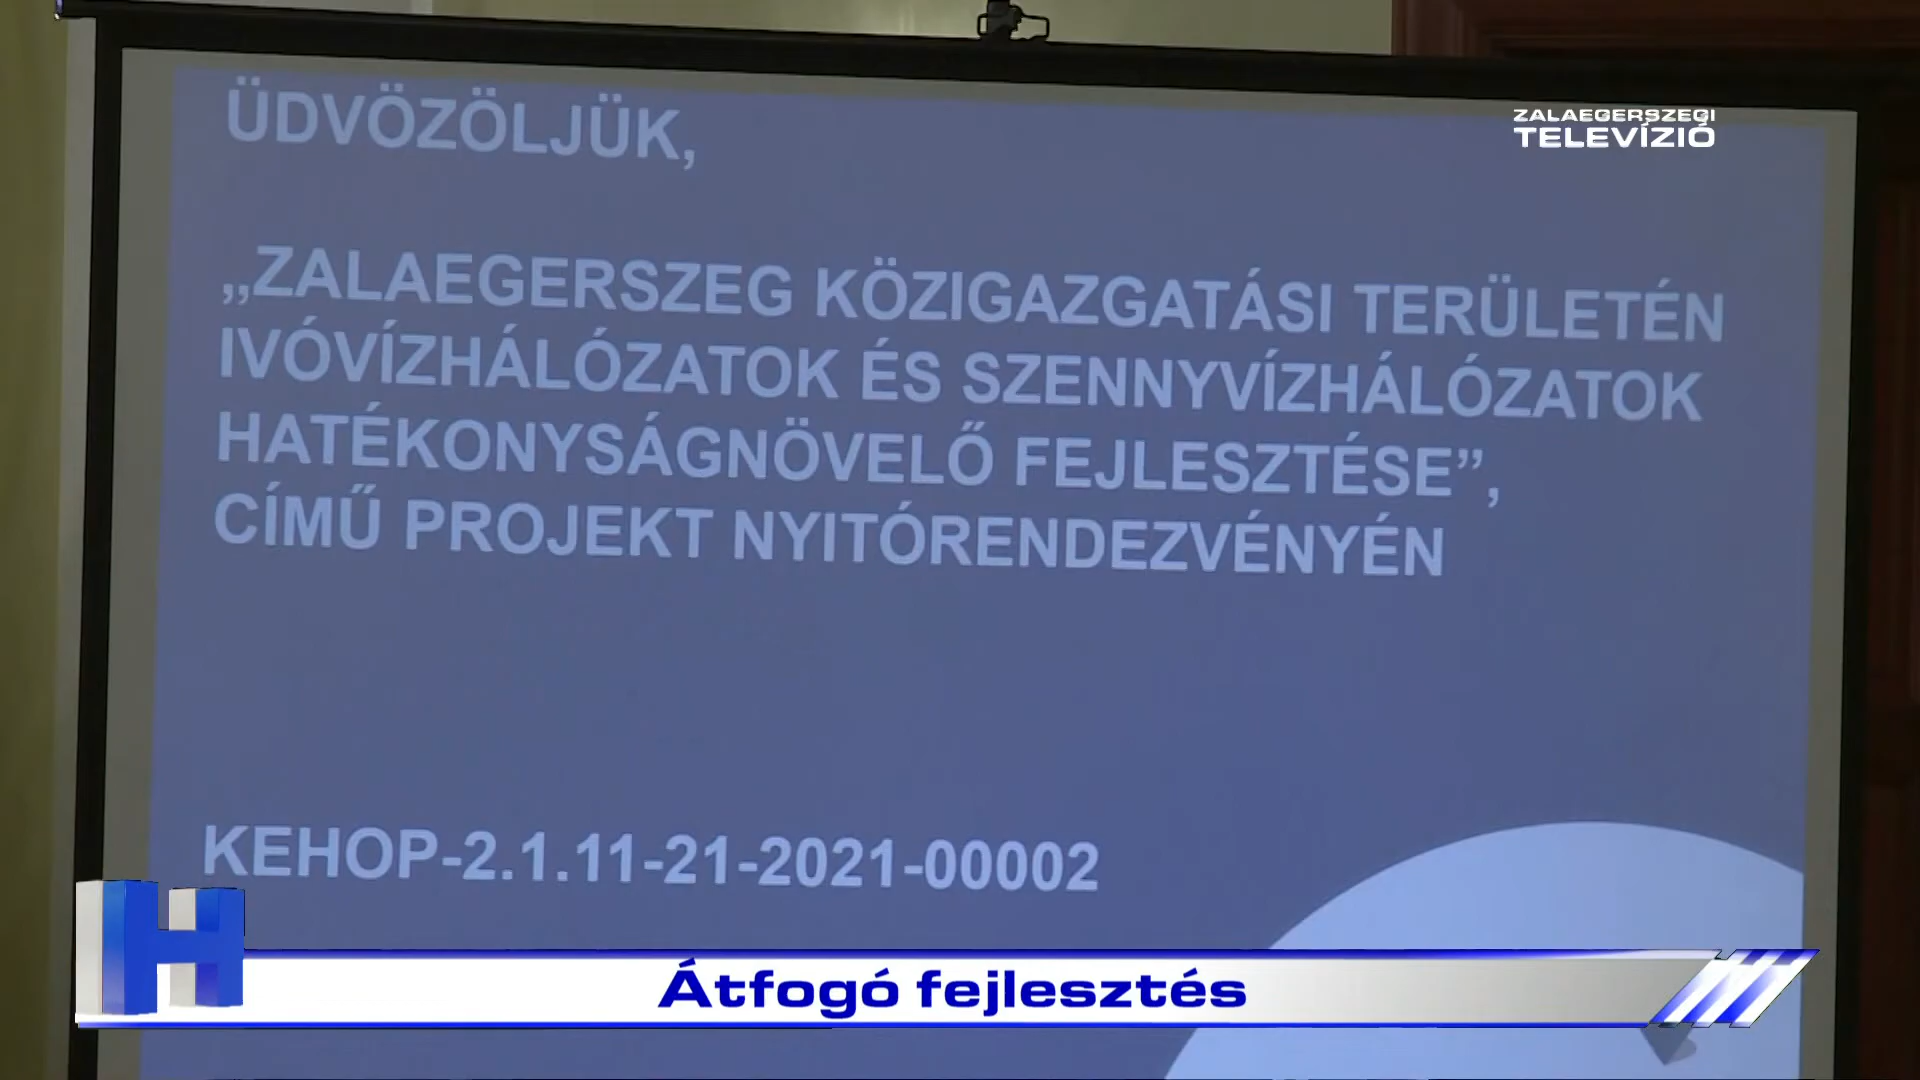 ÜDVÖZÖLJÜK,
ZALAEGERSZEGI
TELEVÍZIÓ
„ZALAEGERSZEG KÖZIGAZGATÁSI TERÜLETÉN
IVÓVÍZHÁLÓZATOK ÉS SZENNYVÍZHÁLÓZATOK
HATÉKONYSÁGNÖVELŐ FEJLESZTÉSE”,
CÍMŰ PROJEKT NYITÓRENDEZVÉNYÉN
KEHOP-2.1.11-21-2021-00002
H
Átfogó fejlesztés